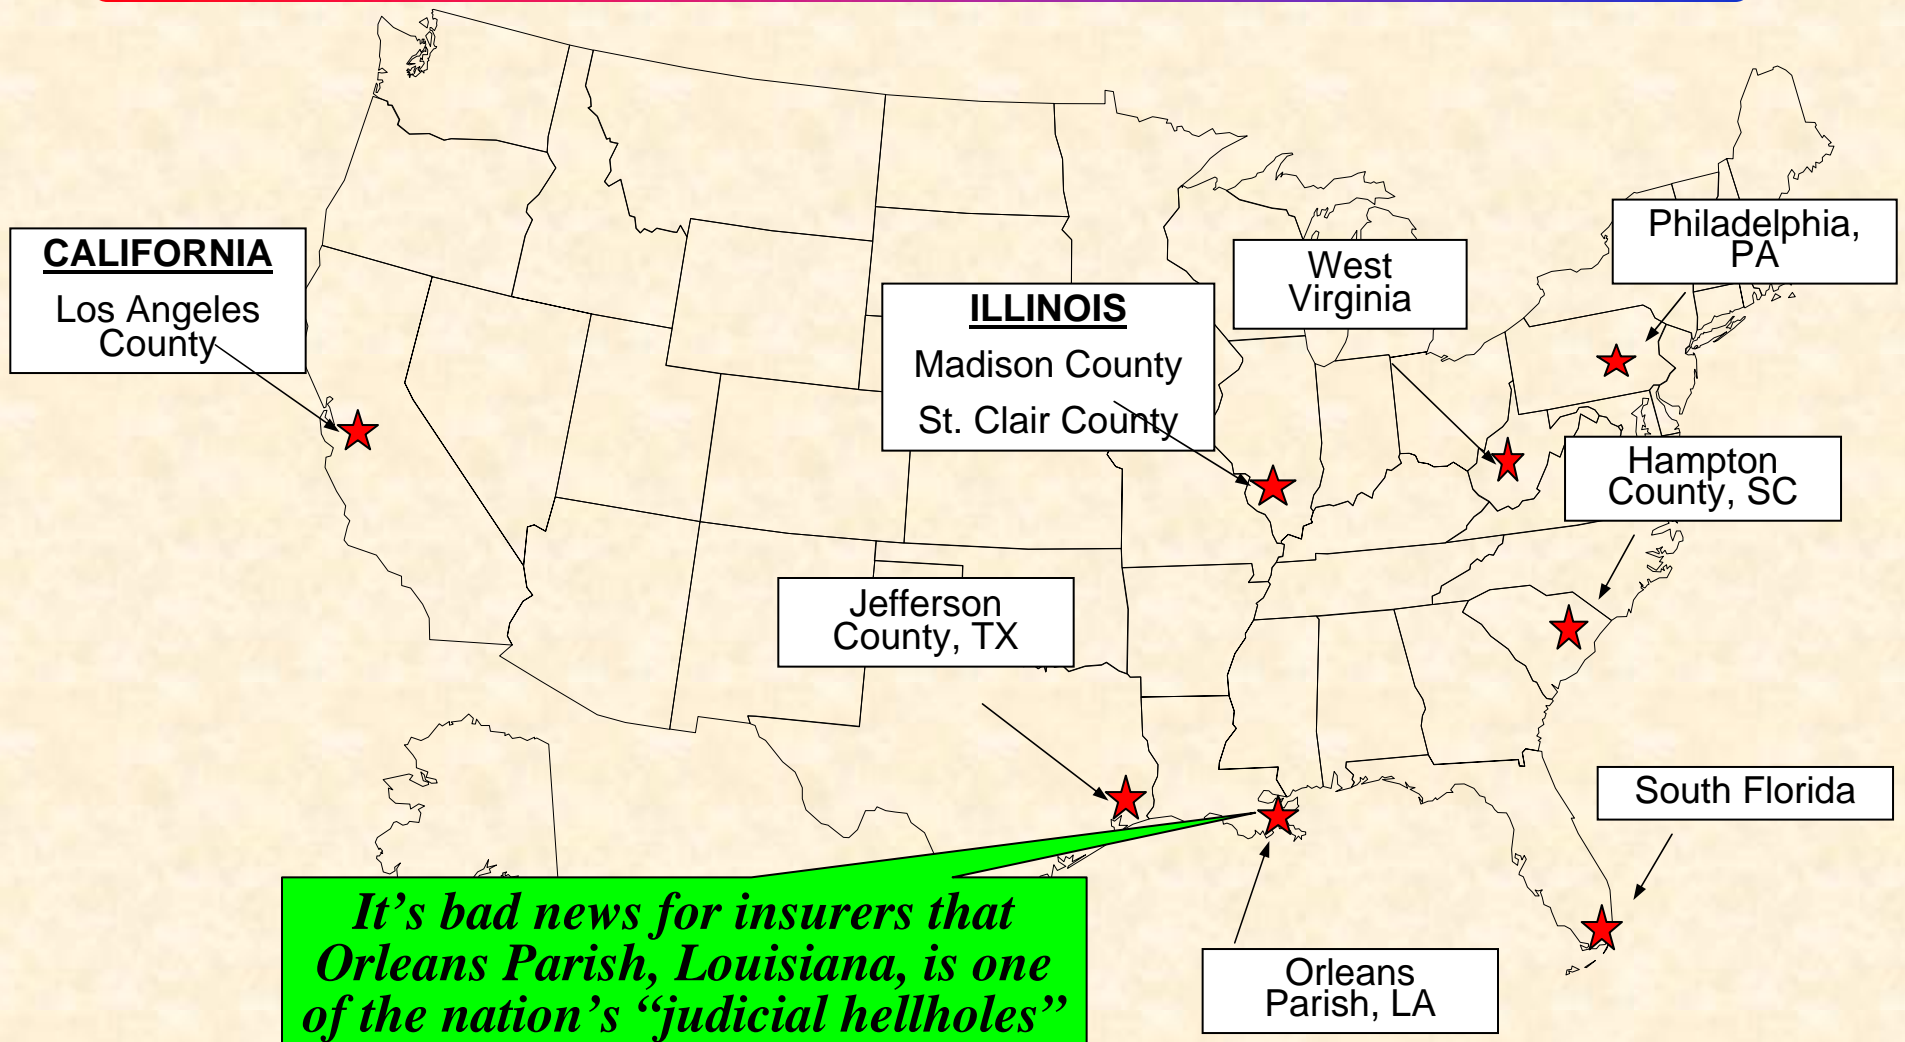 Philadelphia,
PA
CALIFORNIA
Los Angeles
County
West
Virginia
ILLINOIS
Madison County
St. Clair County
Hampton
County, SC
Jefferson
County, TX
South Florida
It’s bad news for insurers that
Orleans Parish, Louisiana, is one
of the nation’s “judicial hellholes”
Orleans
Parish, LA